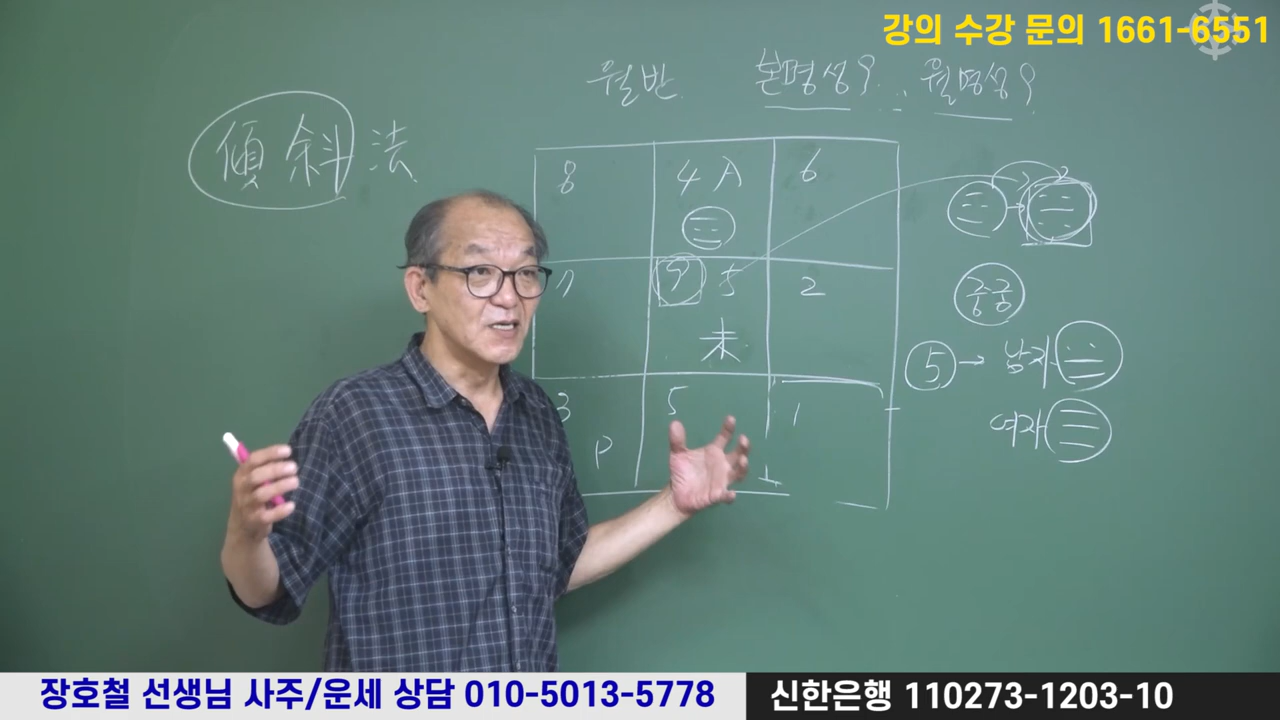 강의 수강 문의 1661-6551
월반 본명성? 월명성?
傾斜法
8 4 A 6
7 9 5 2
未
중궁
5 → 남자
여자
3 5 1
P
장호철 선생님 사주/운세 상담 010-5013-5778
신한은행 110273-1203-10